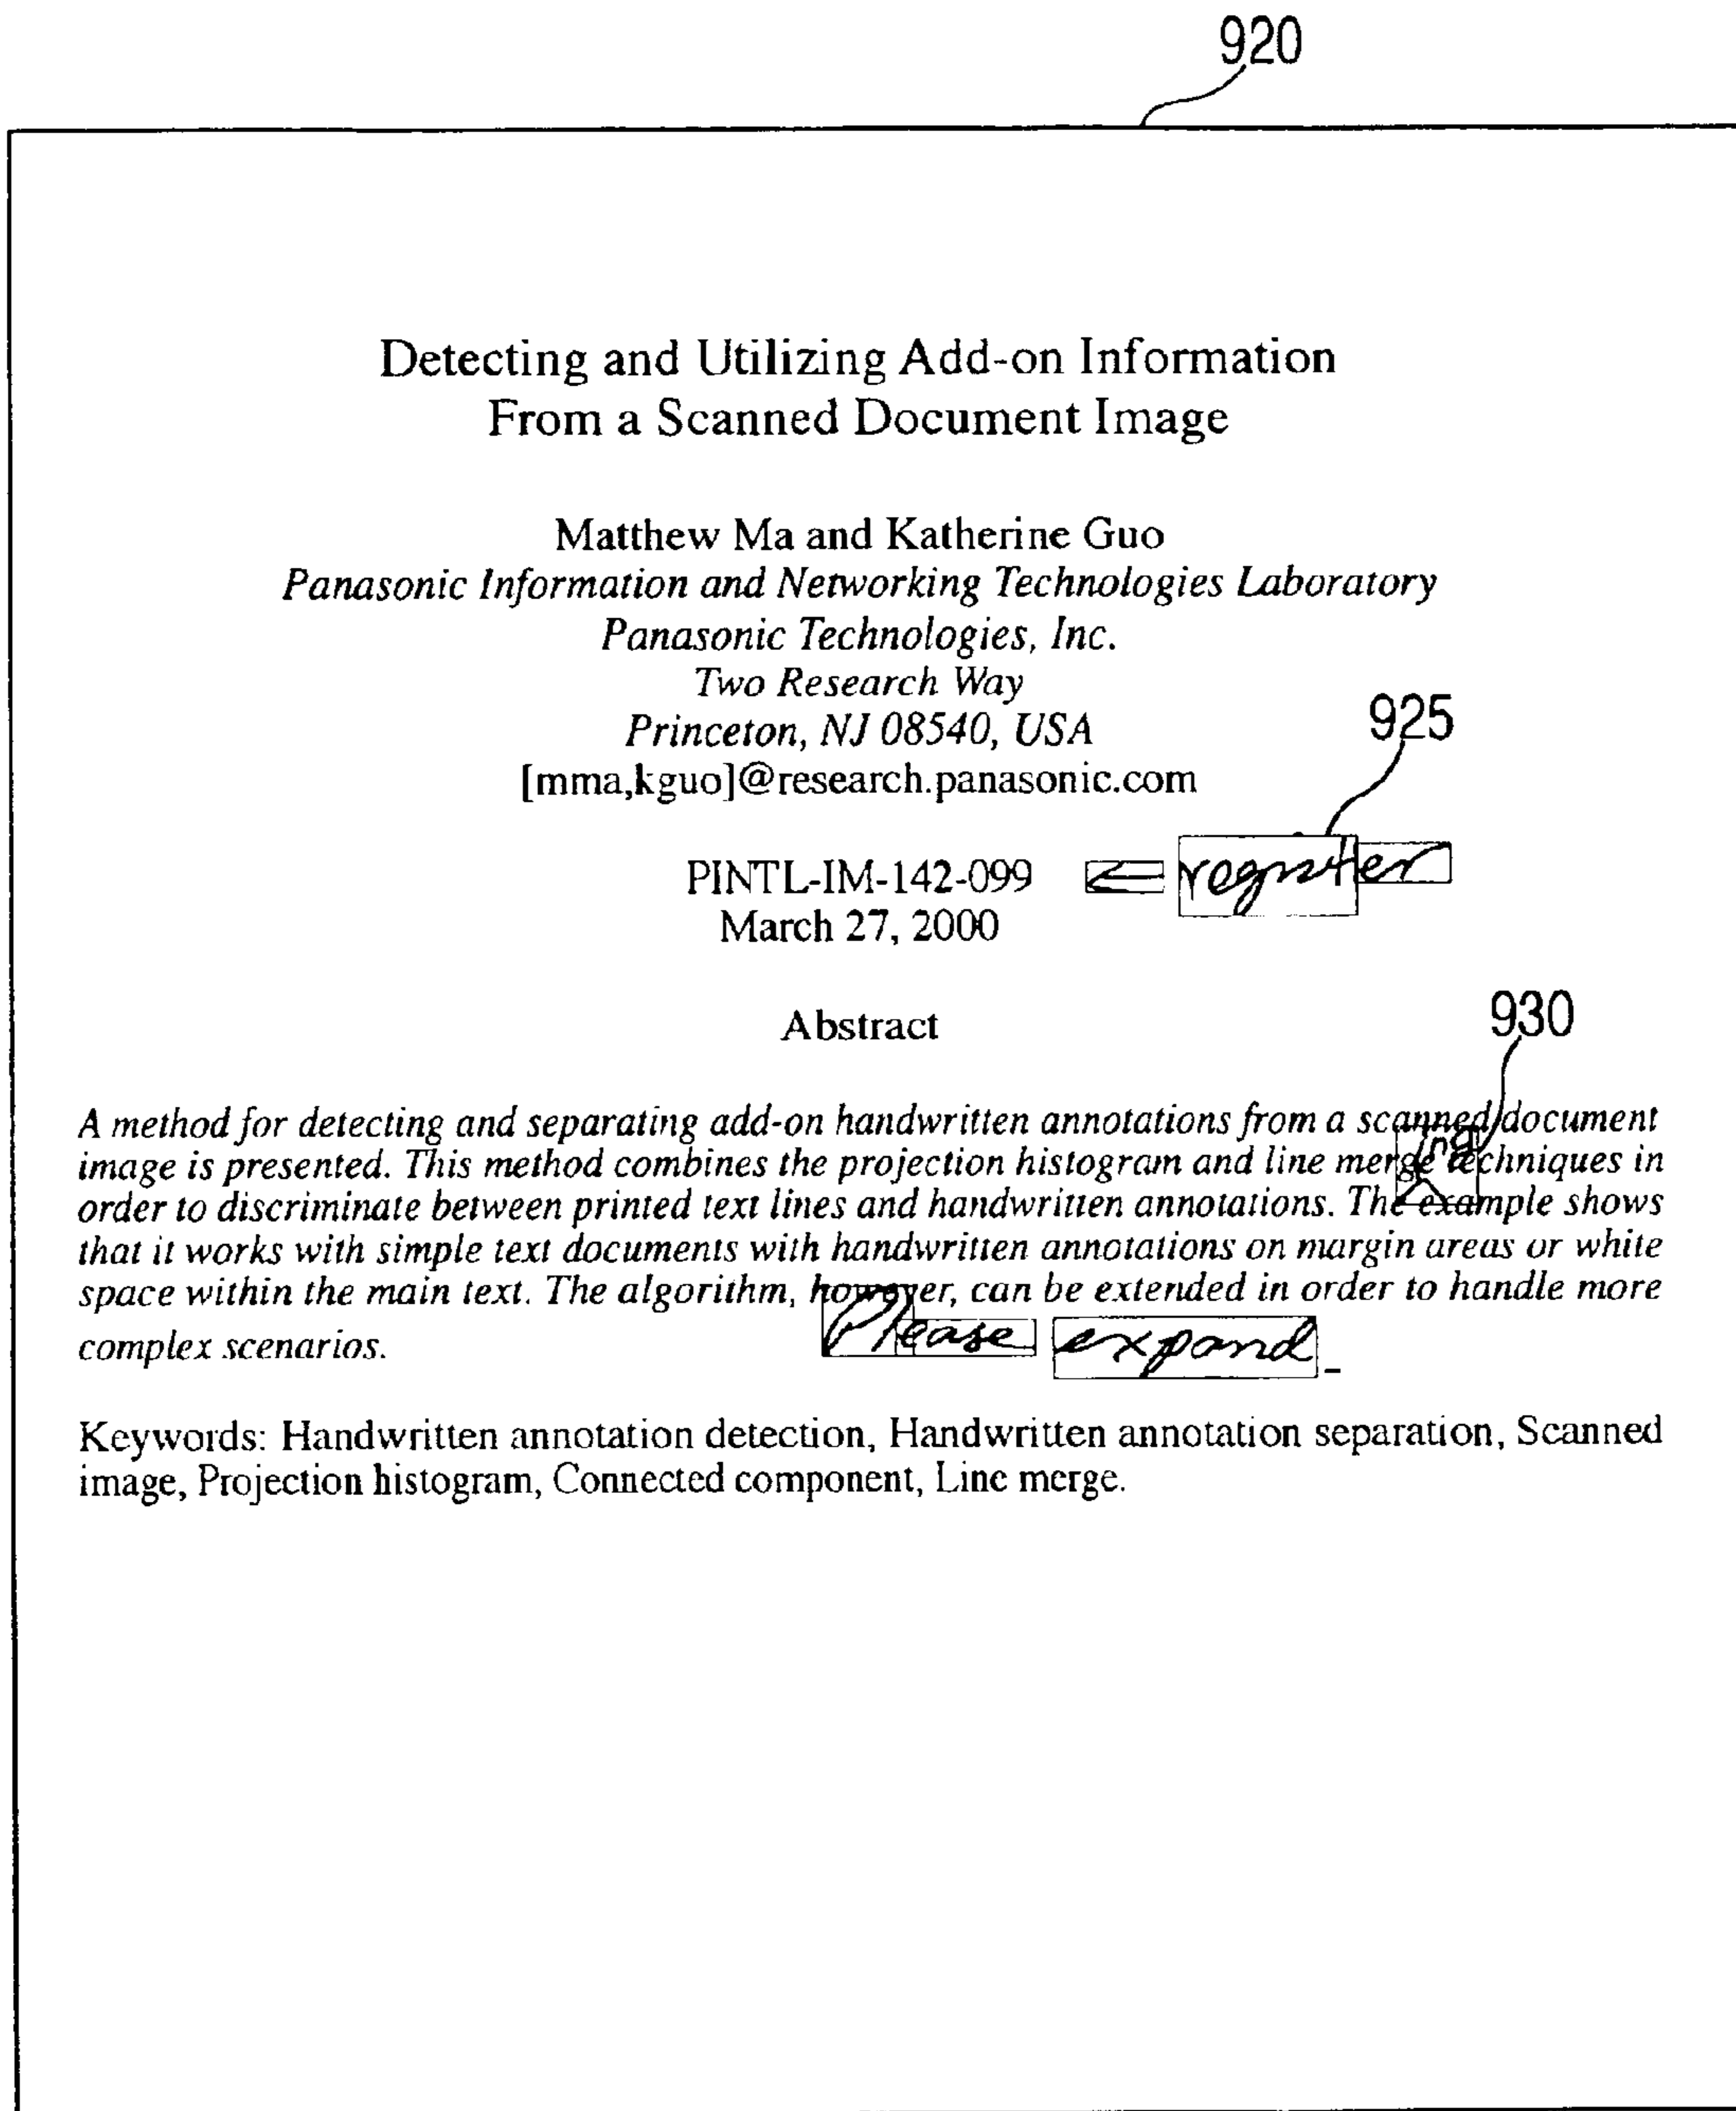 920
Detecting and Utilizing Add-on Information
From a Scanned Document Image
Matthew Ma and Katherine Guo
Panasonic Information and Networking Technologies Laboratory
Panasonic Technologies, Inc.
Two Research Way
Princeton, NJ 08540, USA
925
[mma,kguo]@research.panasonic.com
PINTL-IM-142-099 ⇐ register
March 27, 2000
Abstract
930
A method for detecting and separating add-on handwritten annotations from a scanned document
ing
image is presented. This method combines the projection histogram and line merge techniques in
order to discriminate between printed text lines and handwritten annotations. The example shows
that it works with simple text documents with handwritten annotations on margin areas or white
space within the main text. The algorithm, however, can be extended in order to handle more
complex scenarios. Please expand
Keywords: Handwritten annotation detection, Handwritten annotation separation, Scanned
image, Projection histogram, Connected component, Line merge.